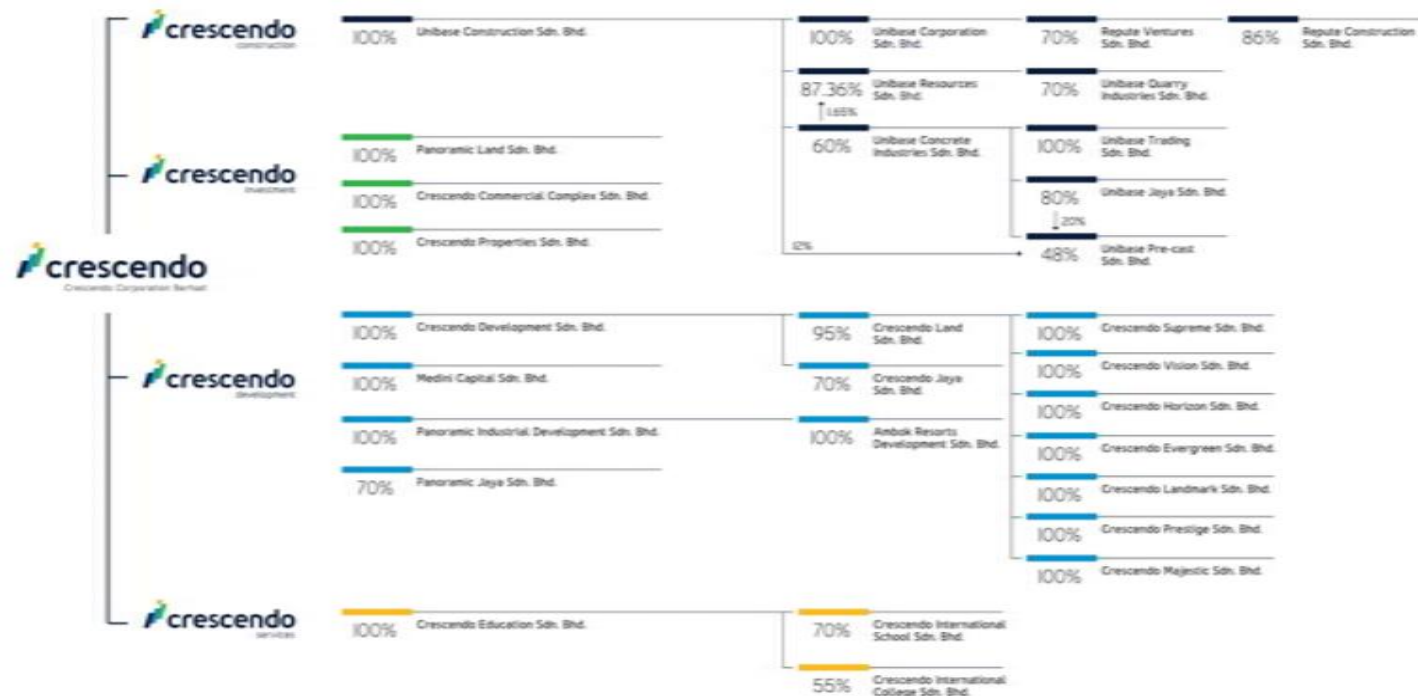 crescendo
construction
100% Unibase Construction Sdn. Bhd.
100% Unibase Corporation
Sdn. Bhd.
70% Repute Ventures
Sdn. Bhd.
86% Repute Construction
Sdn. Bhd.
87.36% Unibase Resources
Sdn. Bhd.
70% Unibase Quarry
Industries Sdn. Bhd.
1.65%
60% Unibase Concrete
Industries Sdn. Bhd.
100% Unibase Trading
Sdn. Bhd.
80% Unibase Jaya Sdn. Bhd.
20%
12%
48% Unibase Pre-cast
Sdn. Bhd.
crescendo
investment
100% Panoramic Land Sdn. Bhd.
100% Crescendo Commercial Complex Sdn. Bhd.
100% Crescendo Properties Sdn. Bhd.
crescendo
Crescendo Corporation Berhad
crescendo
development
100% Crescendo Development Sdn. Bhd.
95% Crescendo Land
Sdn. Bhd.
70% Crescendo Jaya
Sdn. Bhd.
100% Crescendo Supreme Sdn. Bhd.
100% Crescendo Vision Sdn. Bhd.
100% Crescendo Horizon Sdn. Bhd.
100% Crescendo Evergreen Sdn. Bhd.
100% Crescendo Landmark Sdn. Bhd.
100% Crescendo Prestige Sdn. Bhd.
100% Crescendo Majestic Sdn. Bhd.
100% Medini Capital Sdn. Bhd.
100% Panoramic Industrial Development Sdn. Bhd.
100% Ambok Resorts
Development Sdn. Bhd.
70% Panoramic Jaya Sdn. Bhd.
crescendo
services
100% Crescendo Education Sdn. Bhd.
70% Crescendo International
School Sdn. Bhd.
55% Crescendo International
College Sdn. Bhd.